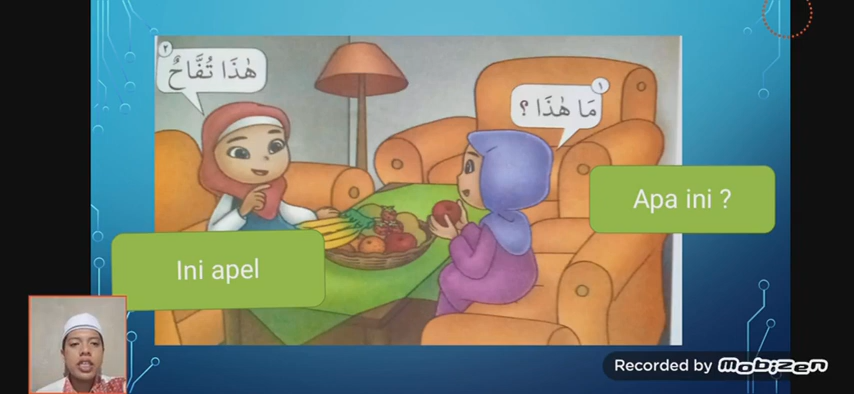 ١
مَا هٰذَا ؟
Apa ini ?
٢
هٰذَا تُفَّاحٌ
Ini apel
Recorded by mobizen